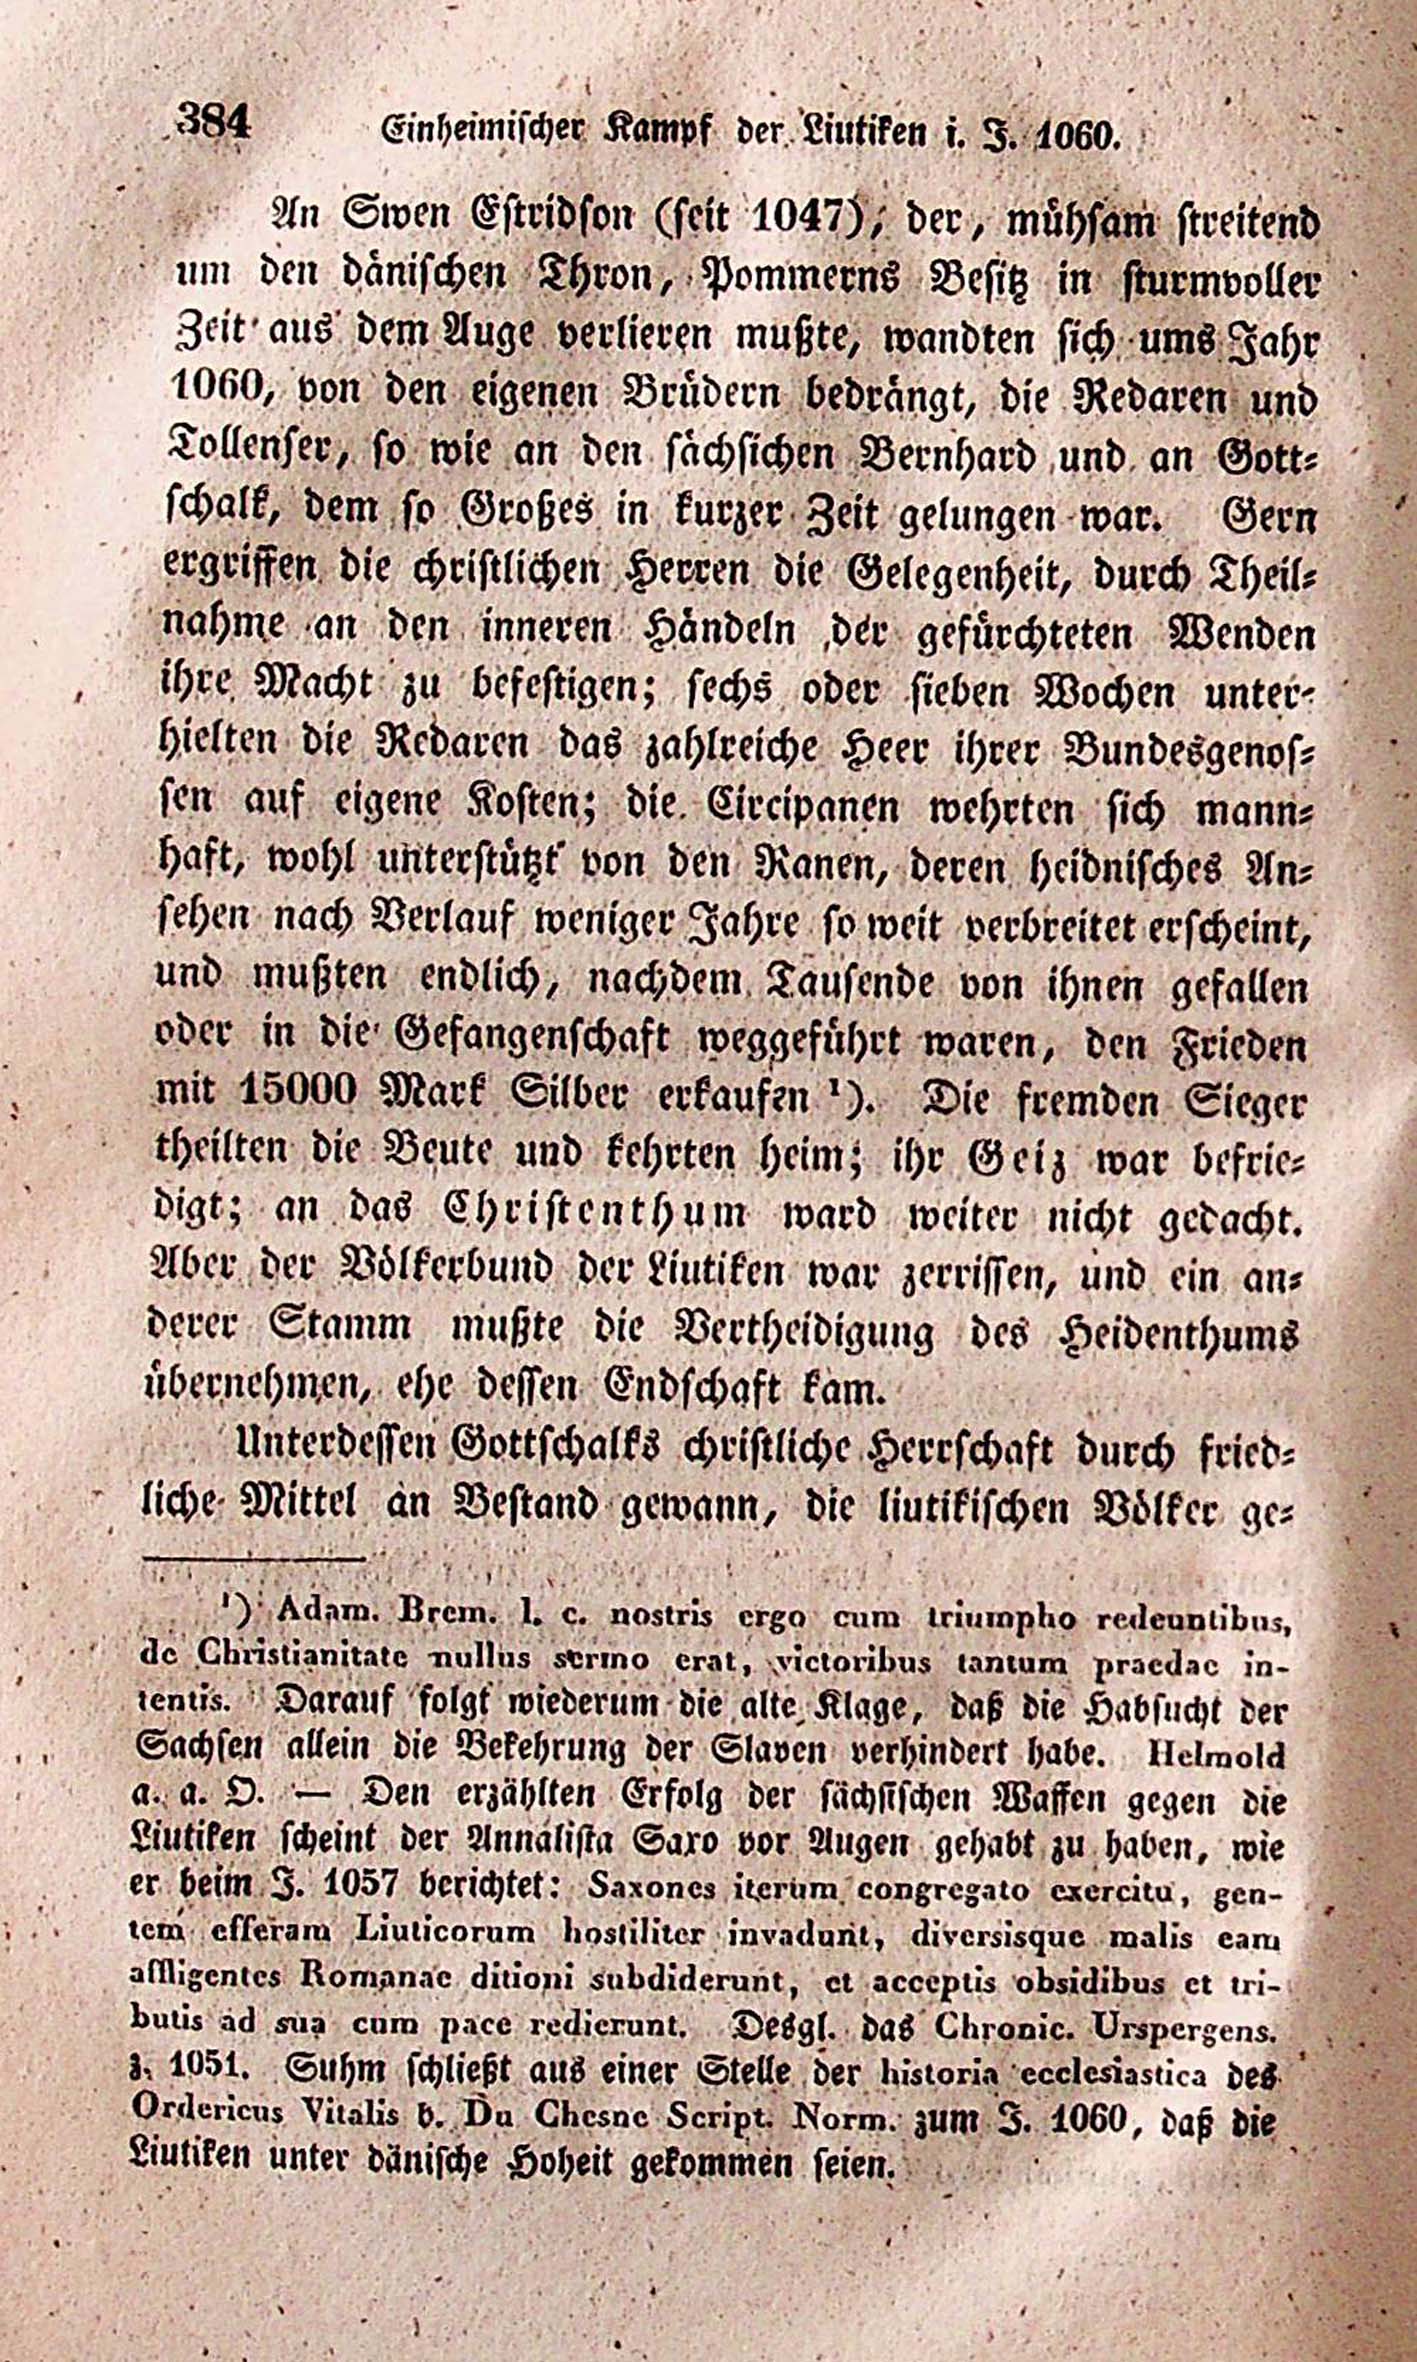 384 Einheimischer Kampf der Liutiken i. J. 1060.
An Swen Estridson (seit 1047), der, mühsam streitend
um den dänischen Thron, Pommerns Besitz in sturmvoller
Zeit aus dem Auge verlieren mußte, wandten sich ums Jahr
1060, von den eigenen Brüdern bedrängt, die Redaren und
Tollenser, so wie an den sächsichen Bernhard und an Gott-
schalk, dem so Großes in kurzer Zeit gelungen war. Gern
ergriffen die christlichen Herren die Gelegenheit, durch Theil-
nahme an den inneren Händeln der gefürchteten Wenden
ihre Macht zu befestigen; sechs oder sieben Wochen unter-
hielten die Redaren das zahlreiche Heer ihrer Bundesgenos-
sen auf eigene Kosten; die Circipanen wehrten sich mann-
haft, wohl unterstützt von den Ranen, deren heidnisches An-
sehen nach Verlauf weniger Jahre so weit verbreitet erscheint,
und mußten endlich, nachdem Tausende von ihnen gefallen
oder in die Gefangenschaft weggeführt waren, den Frieden
mit 15000 Mark Silber erkaufen ¹). Die fremden Sieger
theilten die Beute und kehrten heim; ihr Geiz war befrie-
digt; an das Christenthum ward weiter nicht gedacht.
Aber der Völkerbund der Liutiken war zerrissen, und ein an-
derer Stamm mußte die Vertheidigung des Heidenthums
übernehmen, ehe dessen Endschaft kam.
Unterdessen Gottschalks christliche Herrschaft durch fried-
liche Mittel an Bestand gewann, die liutikischen Völker ge-
¹) Adam. Brem. l. c. nostris ergo cum triumpho redeuntibus,
de Christianitate nullus sermo erat, victoribus tantum praedae in-
tentis. Darauf folgt wiederum die alte Klage, daß die Habsucht der
Sachsen allein die Bekehrung der Slaven verhindert habe. Helmold
a. a. O. — Den erzählten Erfolg der sächsischen Waffen gegen die
Liutiken scheint der Annalista Saxo vor Augen gehabt zu haben, wie
er beim J. 1057 berichtet: Saxones iterum congregato exercitu, gen-
tem efferam Liuticorum hostiliter invadunt, diversisque malis eam
affligentes Romanae ditioni subdiderunt, et acceptis obsidibus et tri-
butis ad sua cum pace redierunt. Desgl. das Chronic. Urspergens.
z. 1051. Suhm schließt aus einer Stelle der historia ecclesiastica des
Ordericus Vitalis b. Du Chesne Script. Norm. zum J. 1060, daß die
Liutiken unter dänische Hoheit gekommen seien.